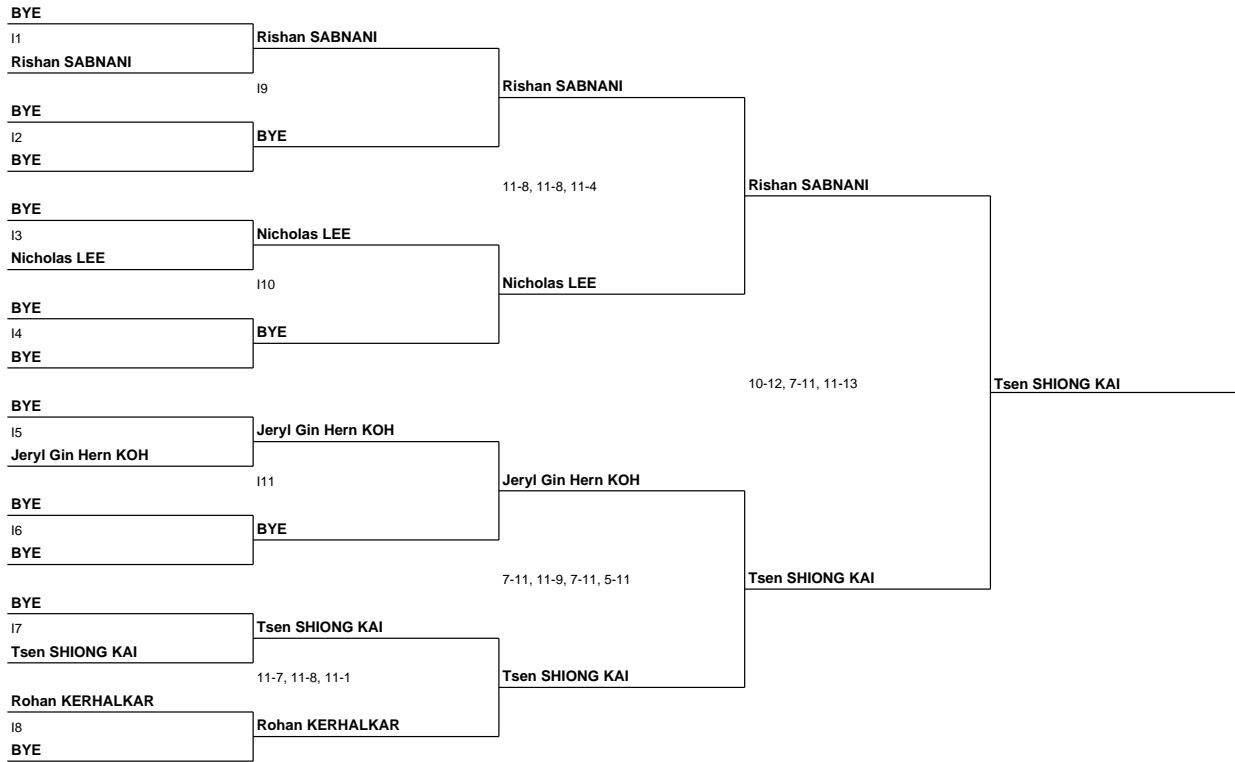 BYE
I1
Rishan SABNANI
BYE
I2
BYE
BYE
I3
Nicholas LEE
BYE
I4
BYE
BYE
I5
Jeryl Gin Hern KOH
BYE
I6
BYE
BYE
I7
Tsen SHIONG KAI
Rohan KERHALKAR
I8
BYE
Rishan SABNANI
I9
BYE
Nicholas LEE
I10
BYE
Jeryl Gin Hern KOH
I11
BYE
Tsen SHIONG KAI
11-7, 11-8, 11-1
Rohan KERHALKAR
Rishan SABNANI
11-8, 11-8, 11-4
Nicholas LEE
Jeryl Gin Hern KOH
7-11, 11-9, 7-11, 5-11
Tsen SHIONG KAI
Rishan SABNANI
10-12, 7-11, 11-13
Tsen SHIONG KAI
Tsen SHIONG KAI